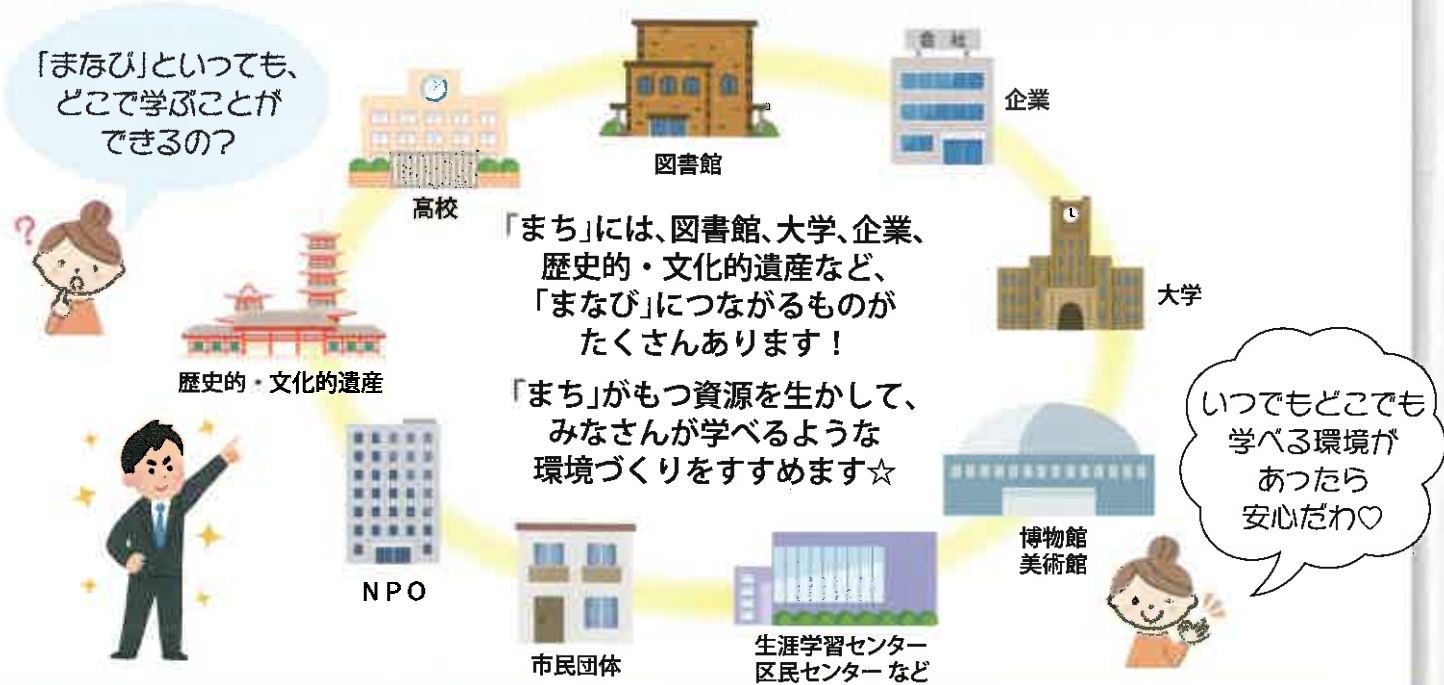 「まなび」といっても、
どこで学ぶことが
できるの?
?
高校
図書館
会社
企業
大学
「まち」には、図書館、大学、企業、
歴史的・文化的遺産など、
「まなび」につながるものが
たくさんあります!
歴史的・文化的遺産
「まち」がもつ資源を生かして、
みなさんが学べるような
環境づくりをすすめます☆
いつでもどこでも
学べる環境が
あったら
安心だわ♡
博物館
美術館
NPO
市民団体
生涯学習センター
区民センター など